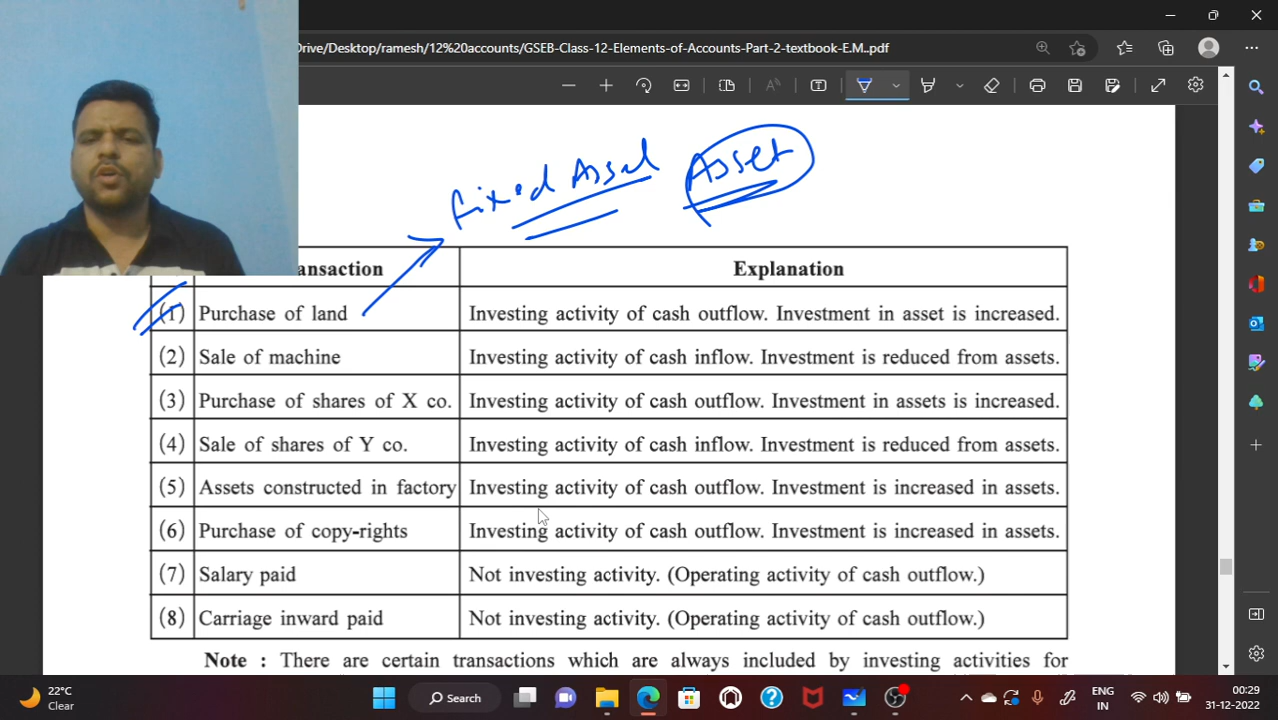 Drive/Desktop/ramesh/12%20accounts/GSEB-Class-12-Elements-of-Accounts-Part-2-textbook-E.M..pdf
Fixed Asset Asset
ansaction Explanation
(1) Purchase of land Investing activity of cash outflow. Investment in asset is increased.
(2) Sale of machine Investing activity of cash inflow. Investment is reduced from assets.
(3) Purchase of shares of X co. Investing activity of cash outflow. Investment in assets is increased.
(4) Sale of shares of Y co. Investing activity of cash inflow. Investment is reduced from assets.
(5) Assets constructed in factory Investing activity of cash outflow. Investment is increased in assets.
(6) Purchase of copy-rights Investing activity of cash outflow. Investment is increased in assets.
(7) Salary paid Not investing activity. (Operating activity of cash outflow.)
(8) Carriage inward paid Not investing activity. (Operating activity of cash outflow.)
Note : There are certain transactions which are always included by investing activities for
22°C
Clear
Search
ENG
IN
00:29
31-12-2022